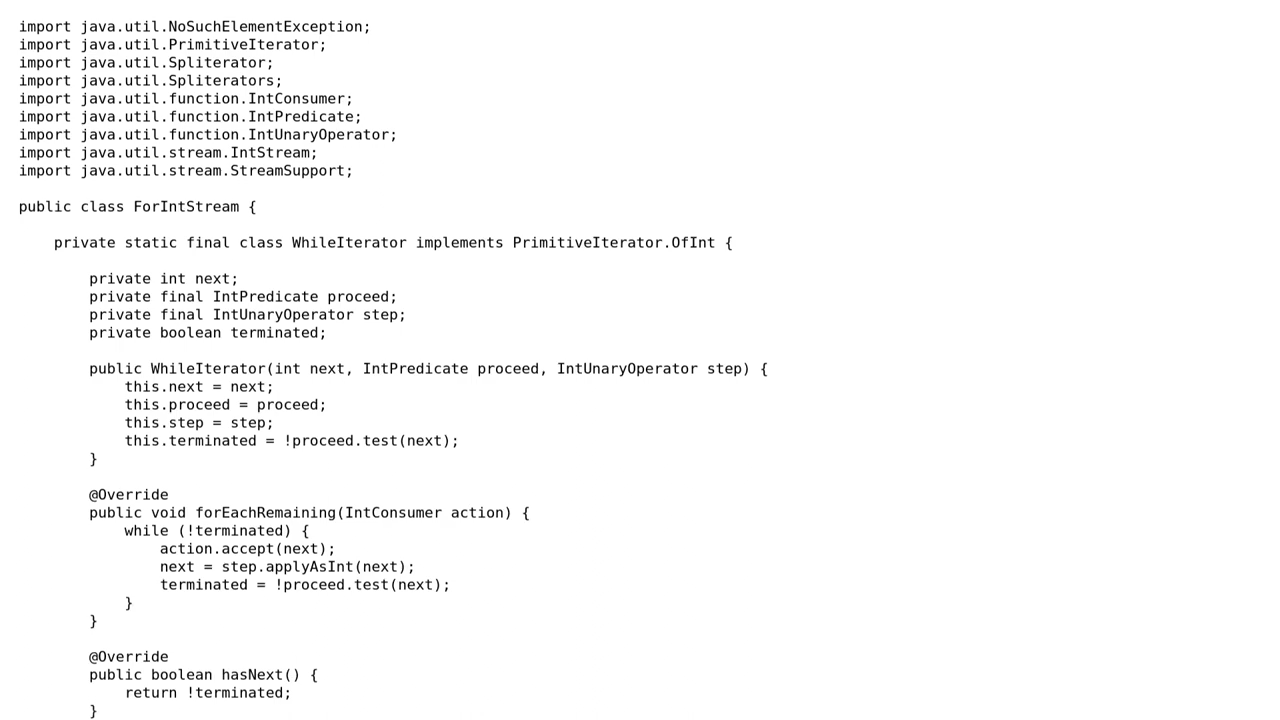 import java.util.NoSuchElementException;
import java.util.PrimitiveIterator;
import java.util.Spliterator;
import java.util.Spliterators;
import java.util.function.IntConsumer;
import java.util.function.IntPredicate;
import java.util.function.IntUnaryOperator;
import java.util.stream.IntStream;
import java.util.stream.StreamSupport;

public class ForIntStream {

    private static final class WhileIterator implements PrimitiveIterator.OfInt {

        private int next;
        private final IntPredicate proceed;
        private final IntUnaryOperator step;
        private boolean terminated;

        public WhileIterator(int next, IntPredicate proceed, IntUnaryOperator step) {
            this.next = next;
            this.proceed = proceed;
            this.step = step;
            this.terminated = !proceed.test(next);
        }

        @Override
        public void forEachRemaining(IntConsumer action) {
            while (!terminated) {
                action.accept(next);
                next = step.applyAsInt(next);
                terminated = !proceed.test(next);
            }
        }

        @Override
        public boolean hasNext() {
            return !terminated;
        }